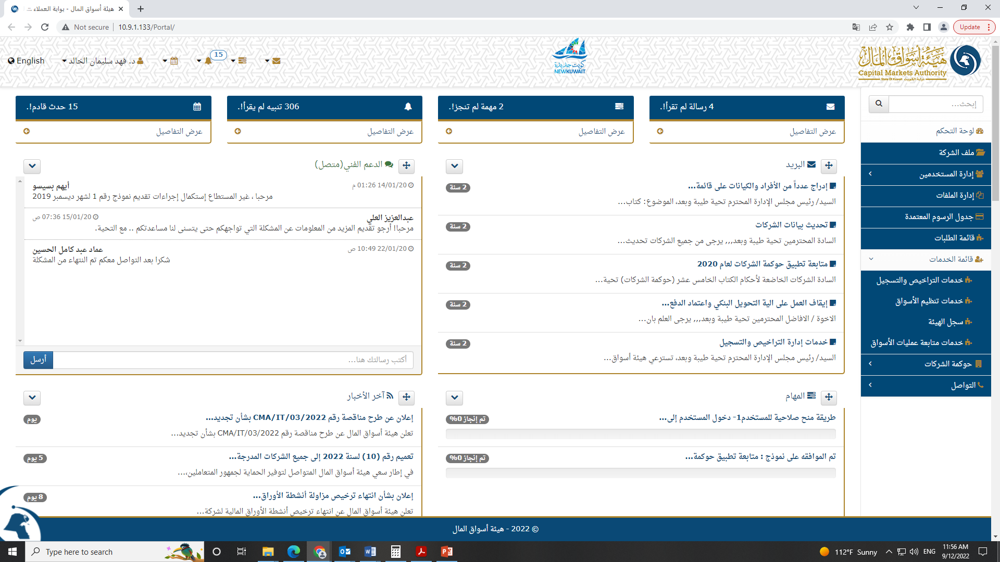 هيئة أسواق المال - بوابة العملاء .::.
Not secure | 10.9.1.133/Portal/
Update
English
د. فهد سليمان الخالد
15
كويت جديدة
NEWKUWAIT
هيئة أسواق المال
Capital Markets Authority
State Of Kuwait دولة الكويت
4 رسالة لم تقرأ!.
عرض التفاصيل
2 مهمة لم تنجز!.
عرض التفاصيل
306 تنبيه لم يقرأ!.
عرض التفاصيل
15 حدث قادم!.
عرض التفاصيل
إبحث...
لوحة التحكم
ملف الشركة
إدارة المستخدمين
إدارة الملفات
جدول الرسوم المعتمدة
قائمة الطلبات
قائمة الخدمات
خدمات التراخيص والتسجيل
خدمات تنظيم الأسواق
سجل الهيئة
خدمات متابعة عمليات الأسواق
حوكمة الشركات
التواصل
البريد
إدراج عدداً من الأفراد والكيانات على قائمة...
2 سنة
السيد/ رئيس مجلس الإدارة المحترم تحية طيبة وبعد، الموضوع: كتاب...
تحديث بيانات الشركات
2 سنة
السادة المحترمين تحية طيبة وبعد,,, يرجى من جميع الشركات تحديث...
متابعة تطبيق حوكمة الشركات لعام 2020
2 سنة
السادة الشركات الخاضعة لأحكام الكتاب الخامس عشر (حوكمة الشركات) تحية...
إيقاف العمل على الية التحويل البنكي واعتماد الدفع...
2 سنة
الاخوة / الافاضل المحترمين تحية طيبة وبعد,,, يرجى العلم بان...
خدمات إدارة التراخيص والتسجيل
2 سنة
السيد/ رئيس مجلس الإدارة المحترم تحية طيبة وبعد، تسترعي هيئة أسواق...
الدعم الفني(متصل)
أيهم بسيسو
14/01/20 01:26 م
مرحبا ، غير المستطاع إستكمال إجراءات تقديم نموذج رقم 1 لشهر ديسمبر 2019
عبدالعزيز العلي
15/01/20 07:36 ص
مرحبا! أرجو تقديم المزيد من المعلومات عن المشكلة التي تواجهكم حتى يتسنى لنا مساعدتكم .. مع التحية.
عماد عبد كامل الحسين
22/01/20 10:49 ص
شكرا بعد التواصل معكم تم النتهاء من المشكلة
أكتب رسالتك هنا...
أرسل
المهام
طريقة منح صلاحية للمستخدم1- دخول المستخدم إلى...
تم إنجاز 0%
تم الموافقه على نموذج : متابعة تطبيق حوكمة...
تم إنجاز 0%
آخر الأخبار
إعلان عن طرح مناقصة رقم CMA/IT/03/2022 بشأن تجديد...
يوم
تعلن هيئة أسواق المال عن طرح مناقصة رقم CMA/IT/03/2022 بشأن تجديد...
تعميم رقم (10) لسنة 2022 إلى جميع الشركات المدرجة...
5 يوم
في إطار سعي هيئة أسواق المال المتواصل لتوفير الحماية لجمهور المتعاملين،...
إعلان بشأن انتهاء ترخيص مزاولة أنشطة الأوراق...
8 يوم
تعلن هيئة أسواق المال عن انتهاء ترخيص أنشطة الأوراق المالية لشركة...
© 2022 - هيئة أسواق المال
Type here to search
112°F Sunny
ENG
11:56 AM
9/12/2022